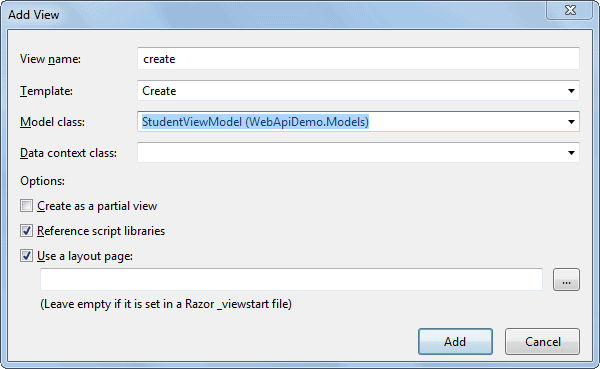 Add View
View name: create
Template: Create
Model class: StudentViewModel (WebApiDemo.Models)
Data context class:
Options:
Create as a partial view
Reference script libraries
Use a layout page:
...
(Leave empty if it is set in a Razor _viewstart file)
Add Cancel